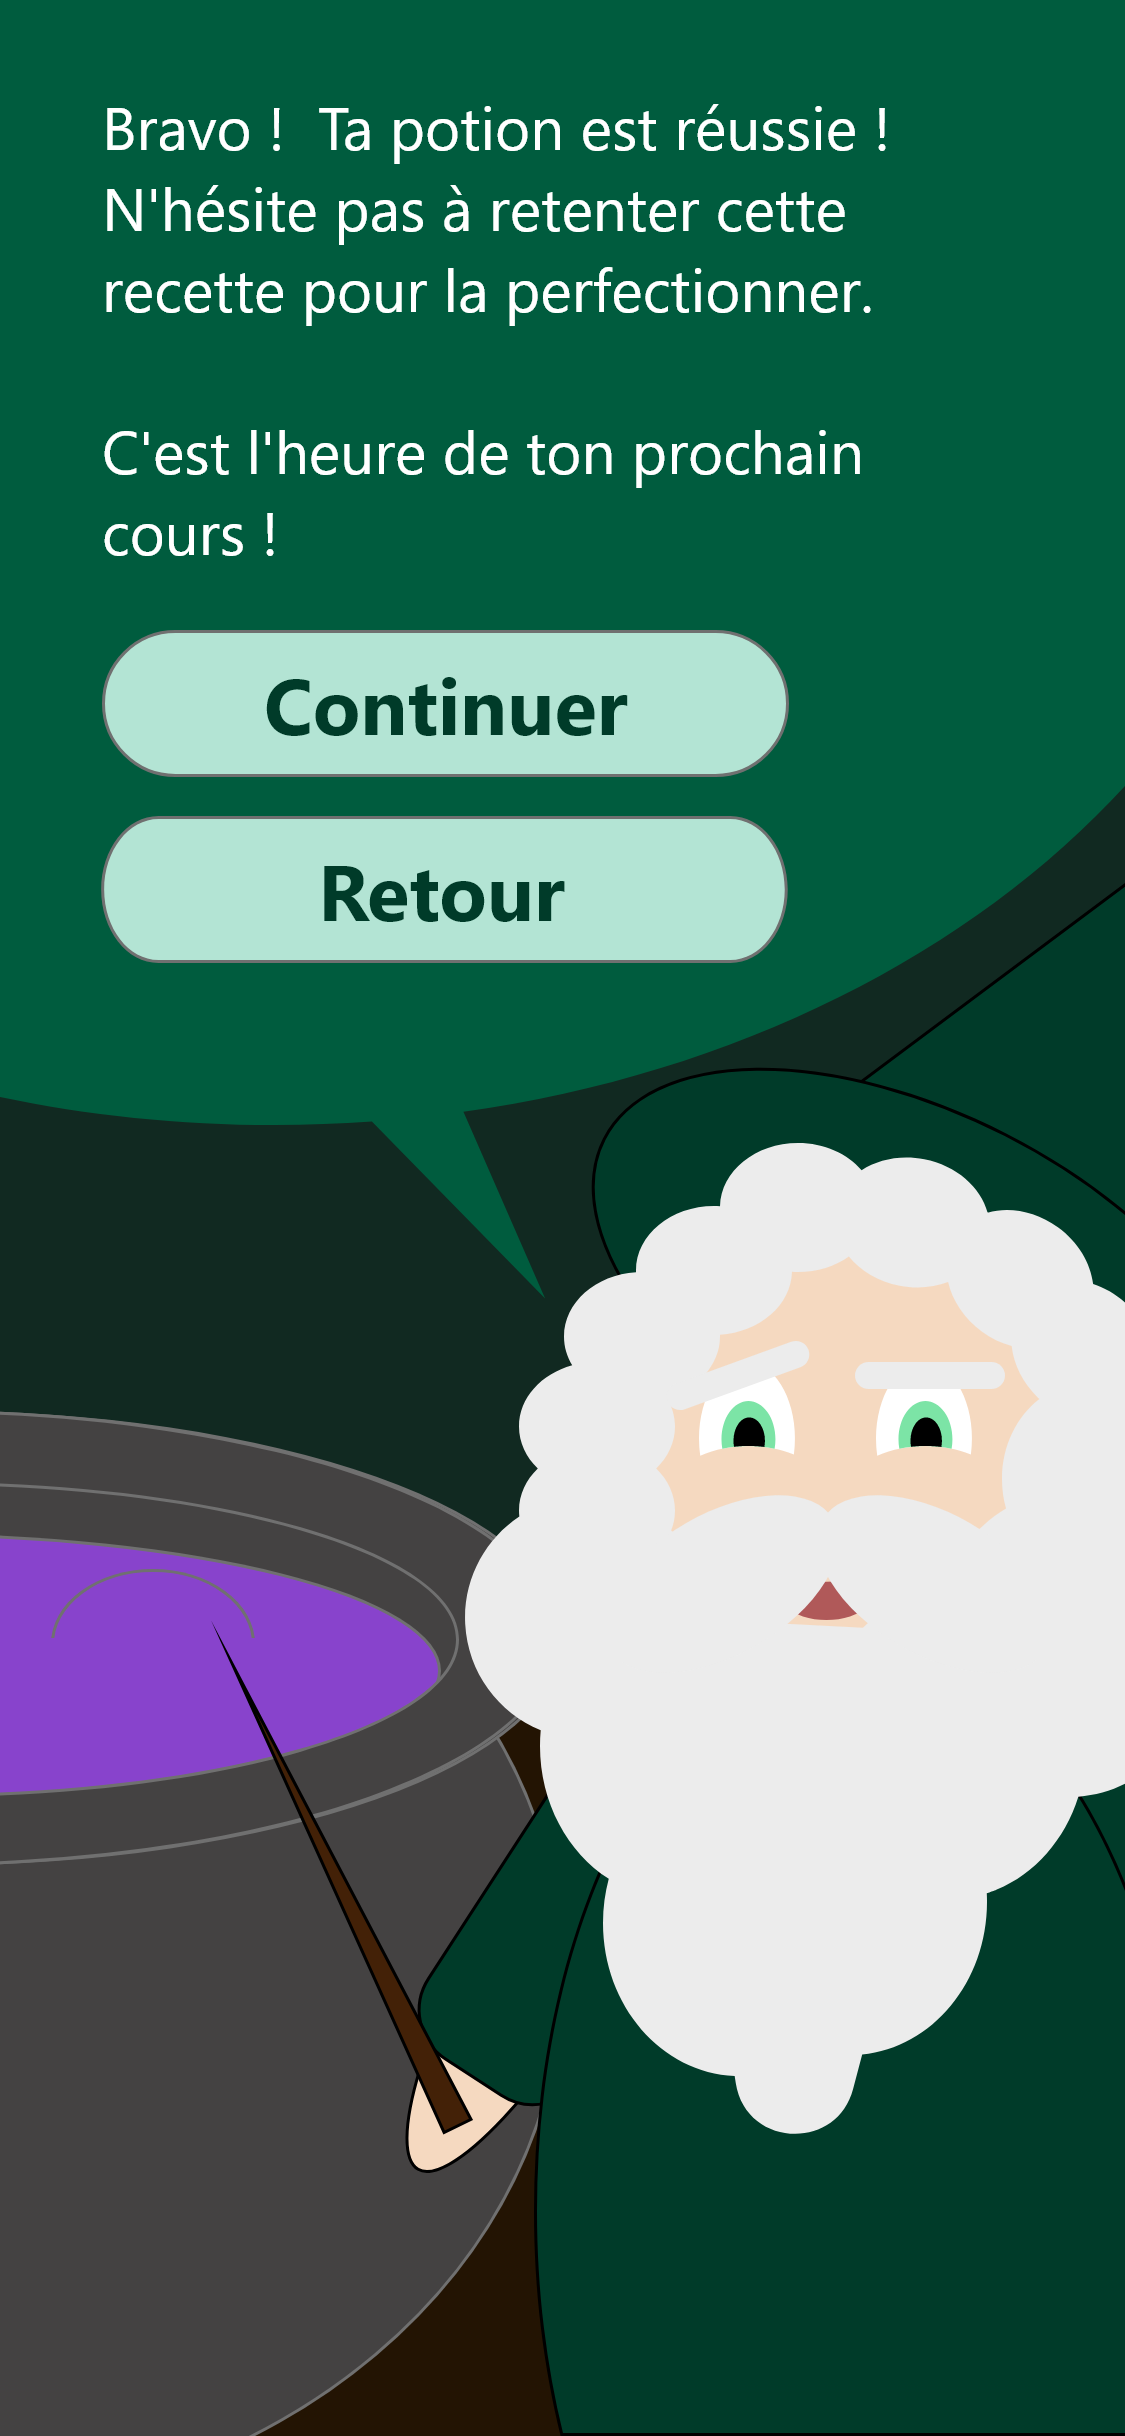 Bravo !  Ta potion est réussie !
N'hésite pas à retenter cette
recette pour la perfectionner.
C'est l'heure de ton prochain
cours !
Continuer
Retour